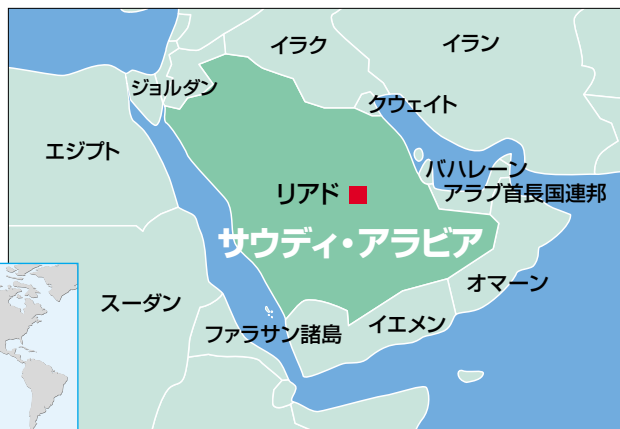 イラク
イラン
ジョルダン
クウェイト
エジプト
バハレーン
アラブ首長国連邦
リアド
サウディ・アラビア
オマーン
スーダン
ファラサン諸島
イエメン